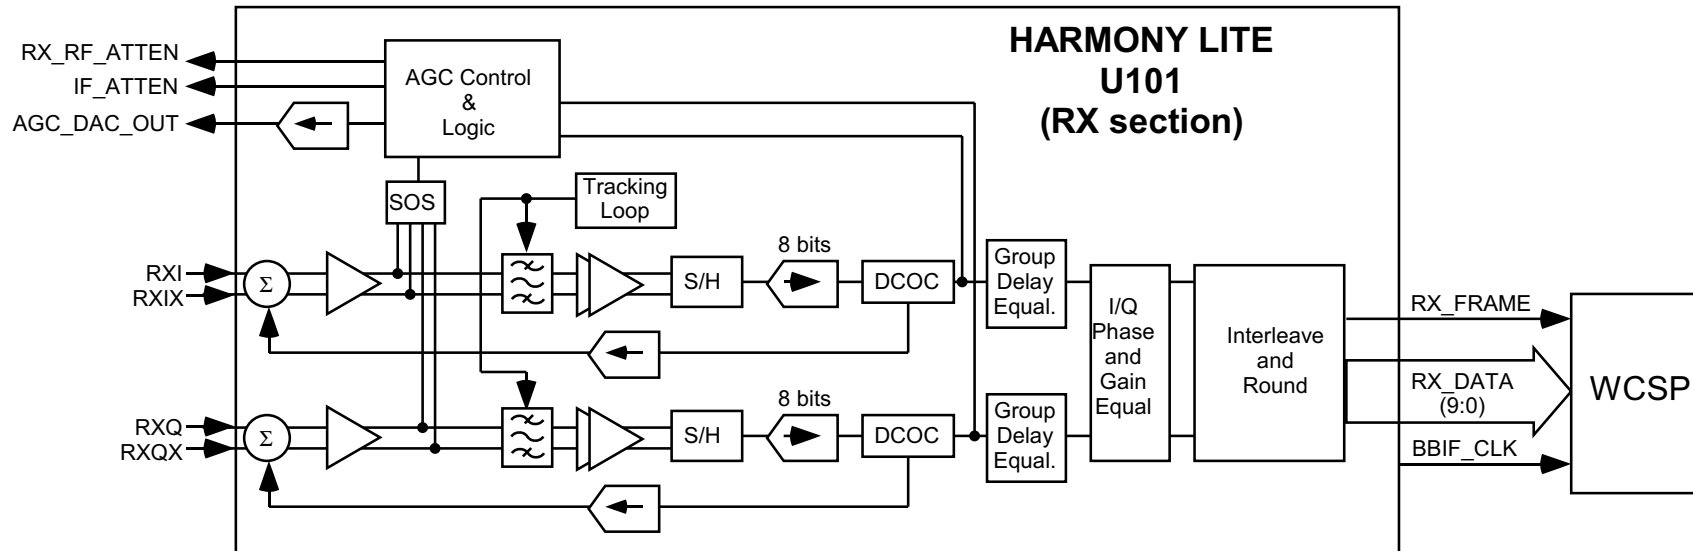 HARMONY LITE
U101
(RX section)
RX_RF_ATTEN
IF_ATTEN
AGC_DAC_OUT
AGC Control
&
Logic
SOS
Tracking
Loop
RXI
RXIX
Σ
S/H
8 bits
DCOC
Group
Delay
Equal.
I/Q
Phase
and
Gain
Equal
Interleave
and
Round
RX_FRAME
RX_DATA
(9:0)
BBIF_CLK
WCSP
RXQ
RXQX
Σ
S/H
8 bits
DCOC
Group
Delay
Equal.